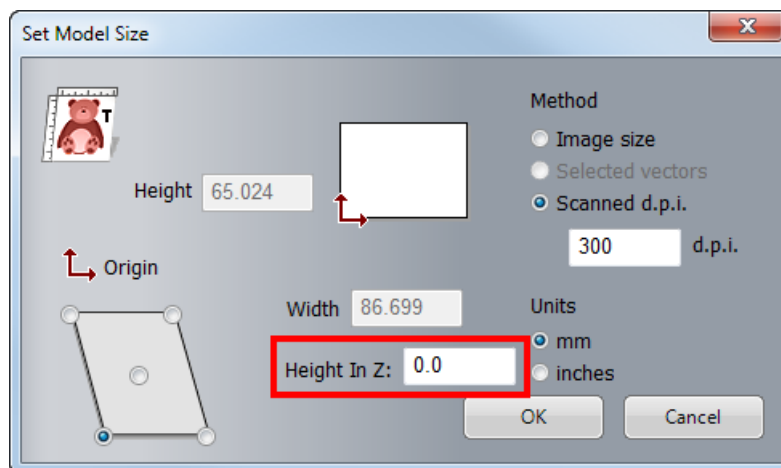 Set Model Size
T
Method
Image size
Selected vectors
Scanned d.p.i.
300 d.p.i.
Height 65.024
Origin
Width 86.699
Height In Z: 0.0
Units
mm
inches
OK Cancel